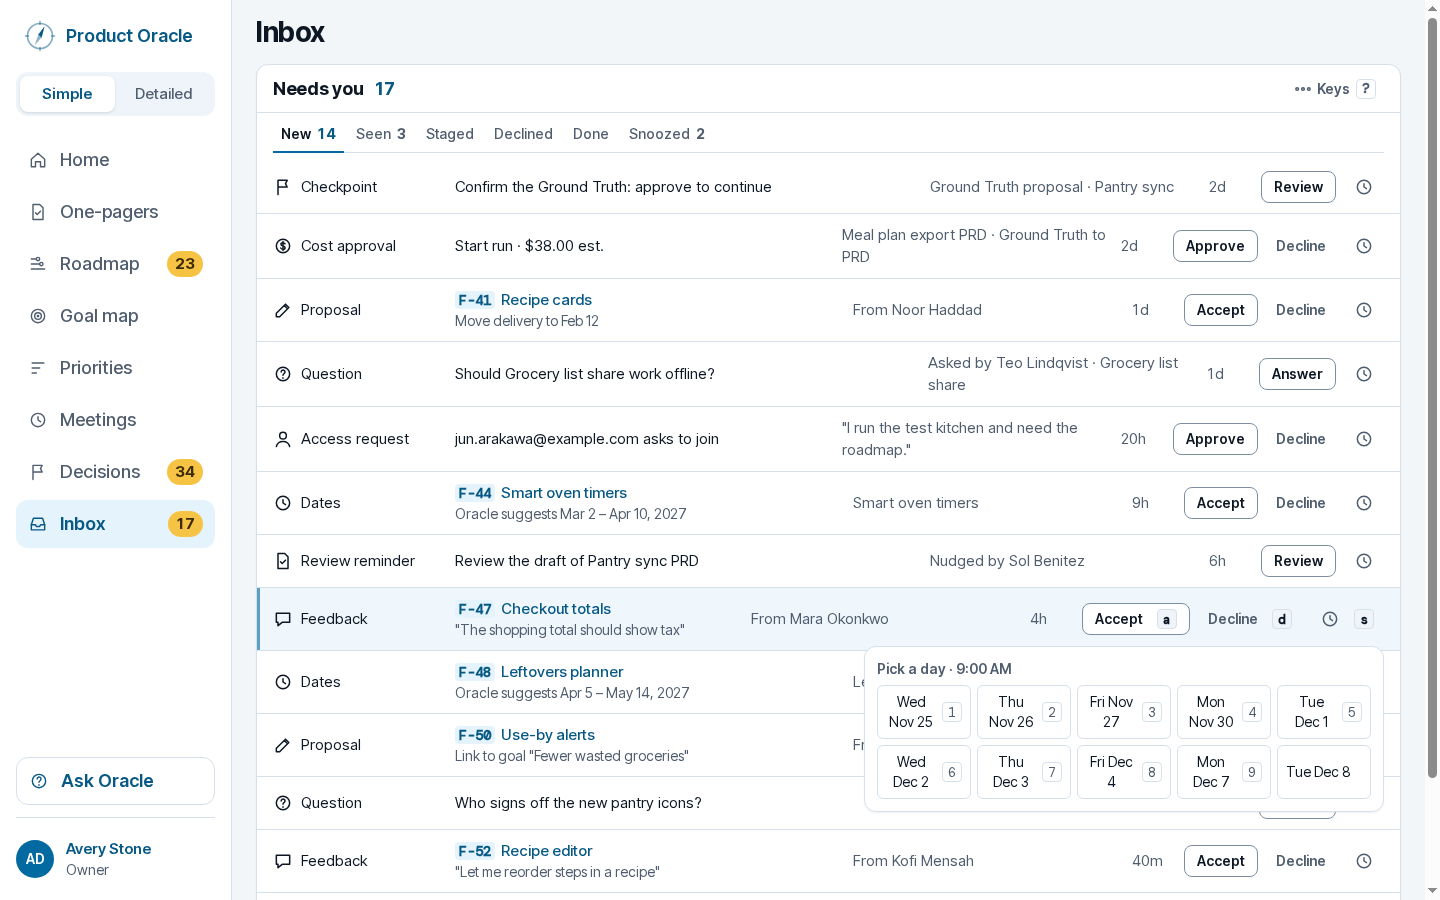 Product Oracle
Simple
Detailed
Home
One-pagers
Roadmap 23
Goal map
Priorities
Meetings
Decisions 34
Inbox 17
Ask Oracle
AD
Avery Stone
Owner
Inbox
Needs you 17
Keys ?
New 14
Seen 3
Staged
Declined
Done
Snoozed 2
Checkpoint
Confirm the Ground Truth: approve to continue
Ground Truth proposal · Pantry sync
2d
Review
Cost approval
Start run · $38.00 est.
Meal plan export PRD · Ground Truth to
PRD
2d
Approve
Decline
Proposal
F-41 Recipe cards
Move delivery to Feb 12
From Noor Haddad
1d
Accept
Decline
Question
Should Grocery list share work offline?
Asked by Teo Lindqvist · Grocery list
share
1d
Answer
Access request
jun.arakawa@example.com asks to join
"I run the test kitchen and need the
roadmap."
20h
Approve
Decline
Dates
F-44 Smart oven timers
Oracle suggests Mar 2 – Apr 10, 2027
Smart oven timers
9h
Accept
Decline
Review reminder
Review the draft of Pantry sync PRD
Nudged by Sol Benitez
6h
Review
Feedback
F-47 Checkout totals
"The shopping total should show tax"
From Mara Okonkwo
4h
Accept a
Decline d
s
Dates
F-48 Leftovers planner
Oracle suggests Apr 5 – May 14, 2027
Proposal
F-50 Use-by alerts
Link to goal "Fewer wasted groceries"
Question
Who signs off the new pantry icons?
Pick a day · 9:00 AM
Wed
Nov 25
1
Thu
Nov 26
2
Fri Nov
27
3
Mon
Nov 30
4
Tue
Dec 1
5
Wed
Dec 2
6
Thu
Dec 3
7
Fri Dec
4
8
Mon
Dec 7
9
Tue Dec 8
Feedback
F-52 Recipe editor
"Let me reorder steps in a recipe"
From Kofi Mensah
40m
Accept
Decline